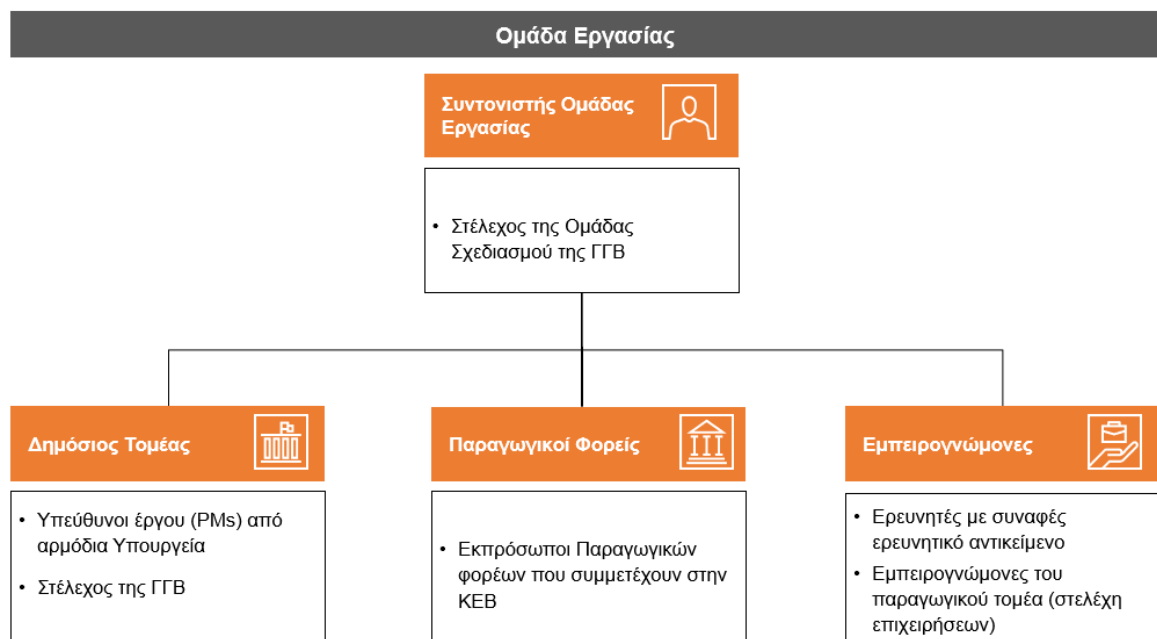 Ομάδα Εργασίας
Συντονιστής Ομάδας
Εργασίας
• Στέλεχος της Ομάδας
Σχεδιασμού της ΓΓΒ
Δημόσιος Τομέας
• Υπεύθυνοι έργου (PMs) από
αρμόδια Υπουργεία
• Στέλεχος της ΓΓΒ
Παραγωγικοί Φορείς
• Εκπρόσωποι Παραγωγικών
φορέων που συμμετέχουν στην
ΚΕΒ
Εμπειρογνώμονες
• Ερευνητές με συναφές
ερευνητικό αντικείμενο
• Εμπειρογνώμονες του
παραγωγικού τομέα (στελέχη
επιχειρήσεων)